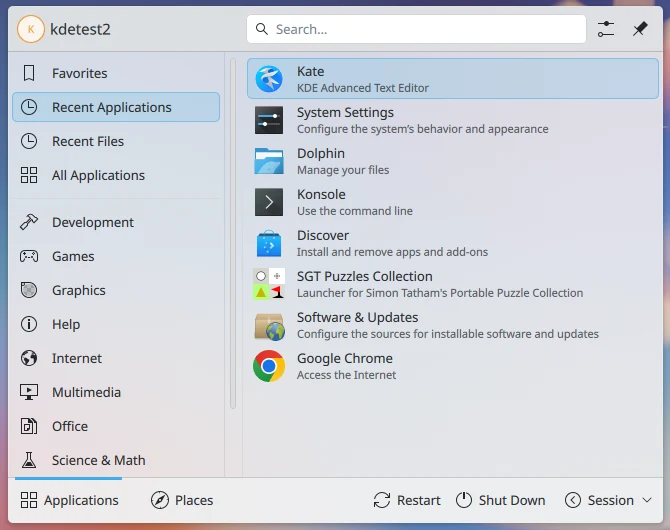 K kdetest2
Search...
Favorites
Recent Applications
Recent Files
All Applications
Development
Games
Graphics
Help
Internet
Multimedia
Office
Science & Math
Kate
KDE Advanced Text Editor
System Settings
Configure the system's behavior and appearance
Dolphin
Manage your files
Konsole
Use the command line
Discover
Install and remove apps and add-ons
SGT Puzzles Collection
Launcher for Simon Tatham's Portable Puzzle Collection
Software & Updates
Configure the sources for installable software and updates
Google Chrome
Access the Internet
Applications
Places
Restart
Shut Down
Session